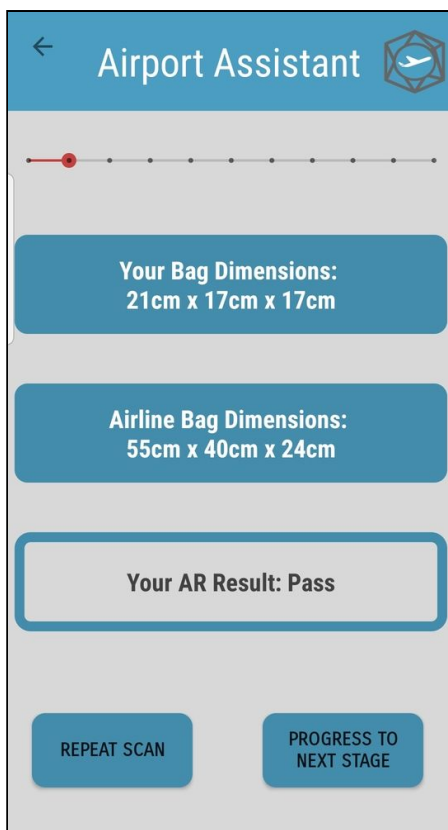 Airport Assistant
Your Bag Dimensions:
21cm x 17cm x 17cm
Airline Bag Dimensions:
55cm x 40cm x 24cm
Your AR Result: Pass
REPEAT SCAN
PROGRESS TO
NEXT STAGE